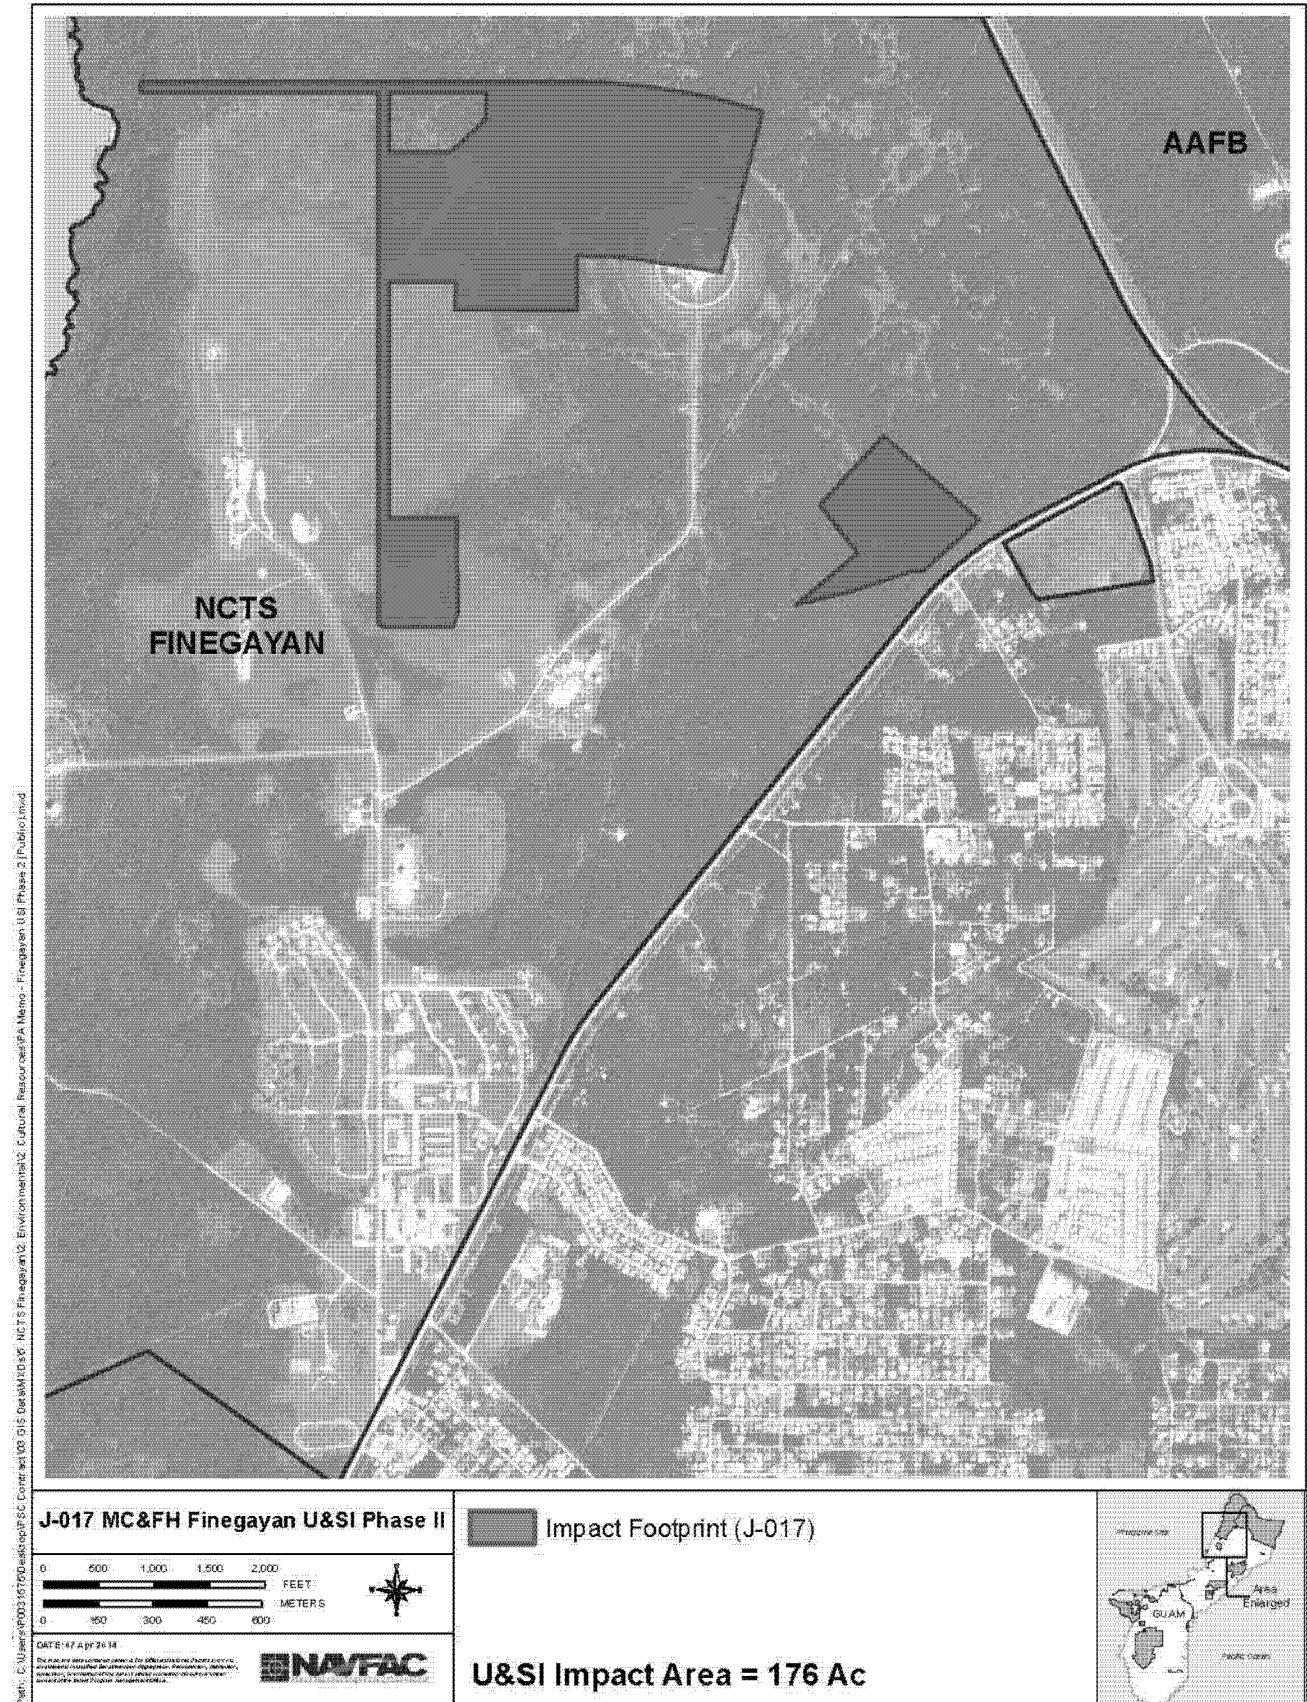 AAFB
NCTS
FINEGAYAN
J-017 MC&FH Finegayan U&SI Phase II
0 500 1,000 1,500 2,000
FEET
METERS
0 150 300 450 600
NAVFAC
Impact Footprint (J-017)
U&SI Impact Area = 176 Ac
Area
Enlarged
GUAM